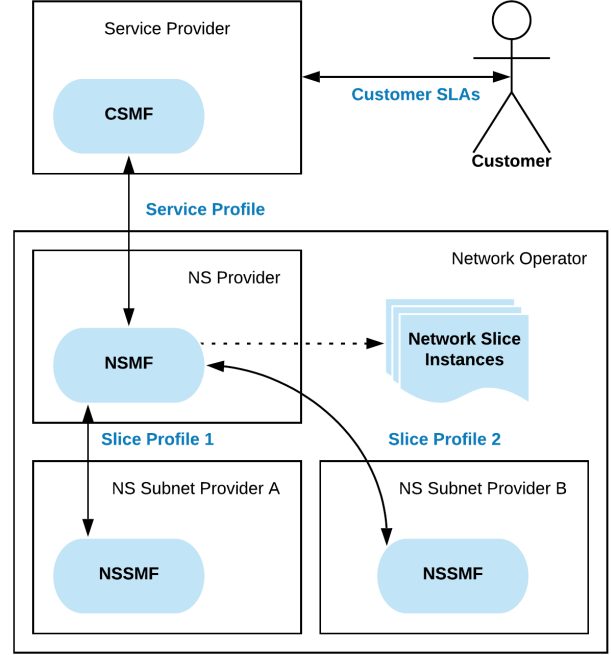 Service Provider
CSMF
Customer SLAs
Customer
Service Profile
Network Operator
NS Provider
NSMF
Network Slice
Instances
Slice Profile 1
Slice Profile 2
NS Subnet Provider A
NS Subnet Provider B
NSSMF
NSSMF